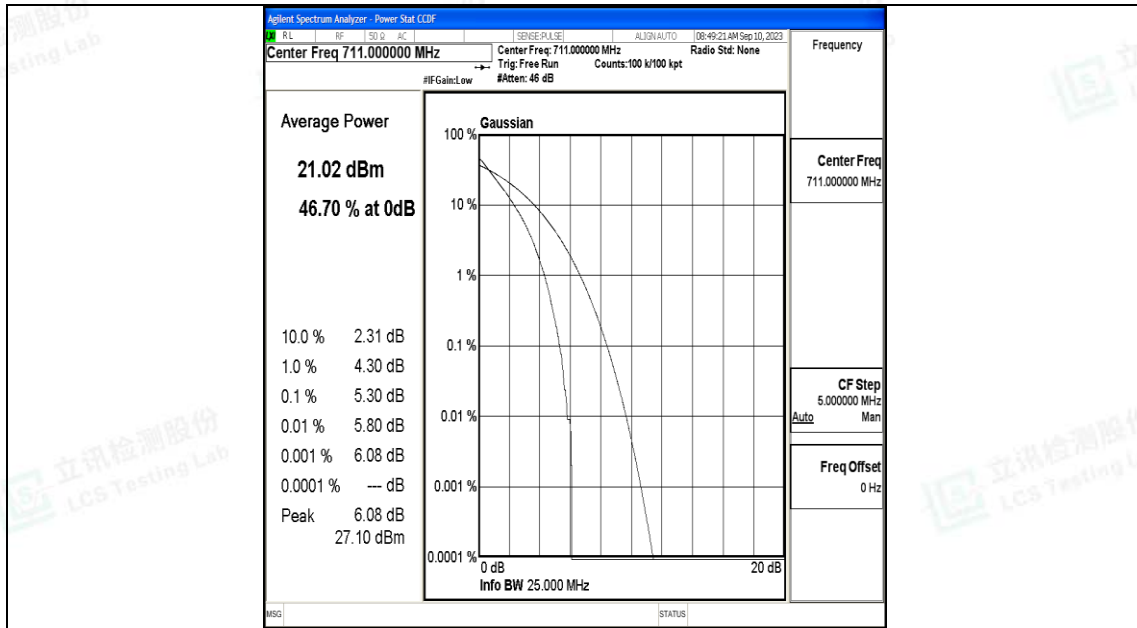 Agilent Spectrum Analyzer - Power Stat CCDF
RL RF 50 Ω AC SENSE:PULSE ALIGNAUTO 08:49:21 AM Sep 10, 2023
Center Freq 711.000000 MHz
Center Freq: 711.000000 MHz Radio Std: None
Trig: Free Run Counts:100 k/100 kpt
#IFGain:Low #Atten: 46 dB
Frequency
Average Power
21.02 dBm
46.70 % at 0dB
10.0 % 2.31 dB
1.0 % 4.30 dB
0.1 % 5.30 dB
0.01 % 5.80 dB
0.001 % 6.08 dB
0.0001 % --- dB
Peak 6.08 dB
27.10 dBm
Gaussian
100 %
10 %
1 %
0.1 %
0.01 %
0.001 %
0.0001 %
0 dB 20 dB
Info BW 25.000 MHz
Center Freq
711.000000 MHz
CF Step
5.000000 MHz
Auto Man
Freq Offset
0 Hz
MSG STATUS
立讯检测股份
LCS Testing Lab
立讯检测股份
LCS Testing L